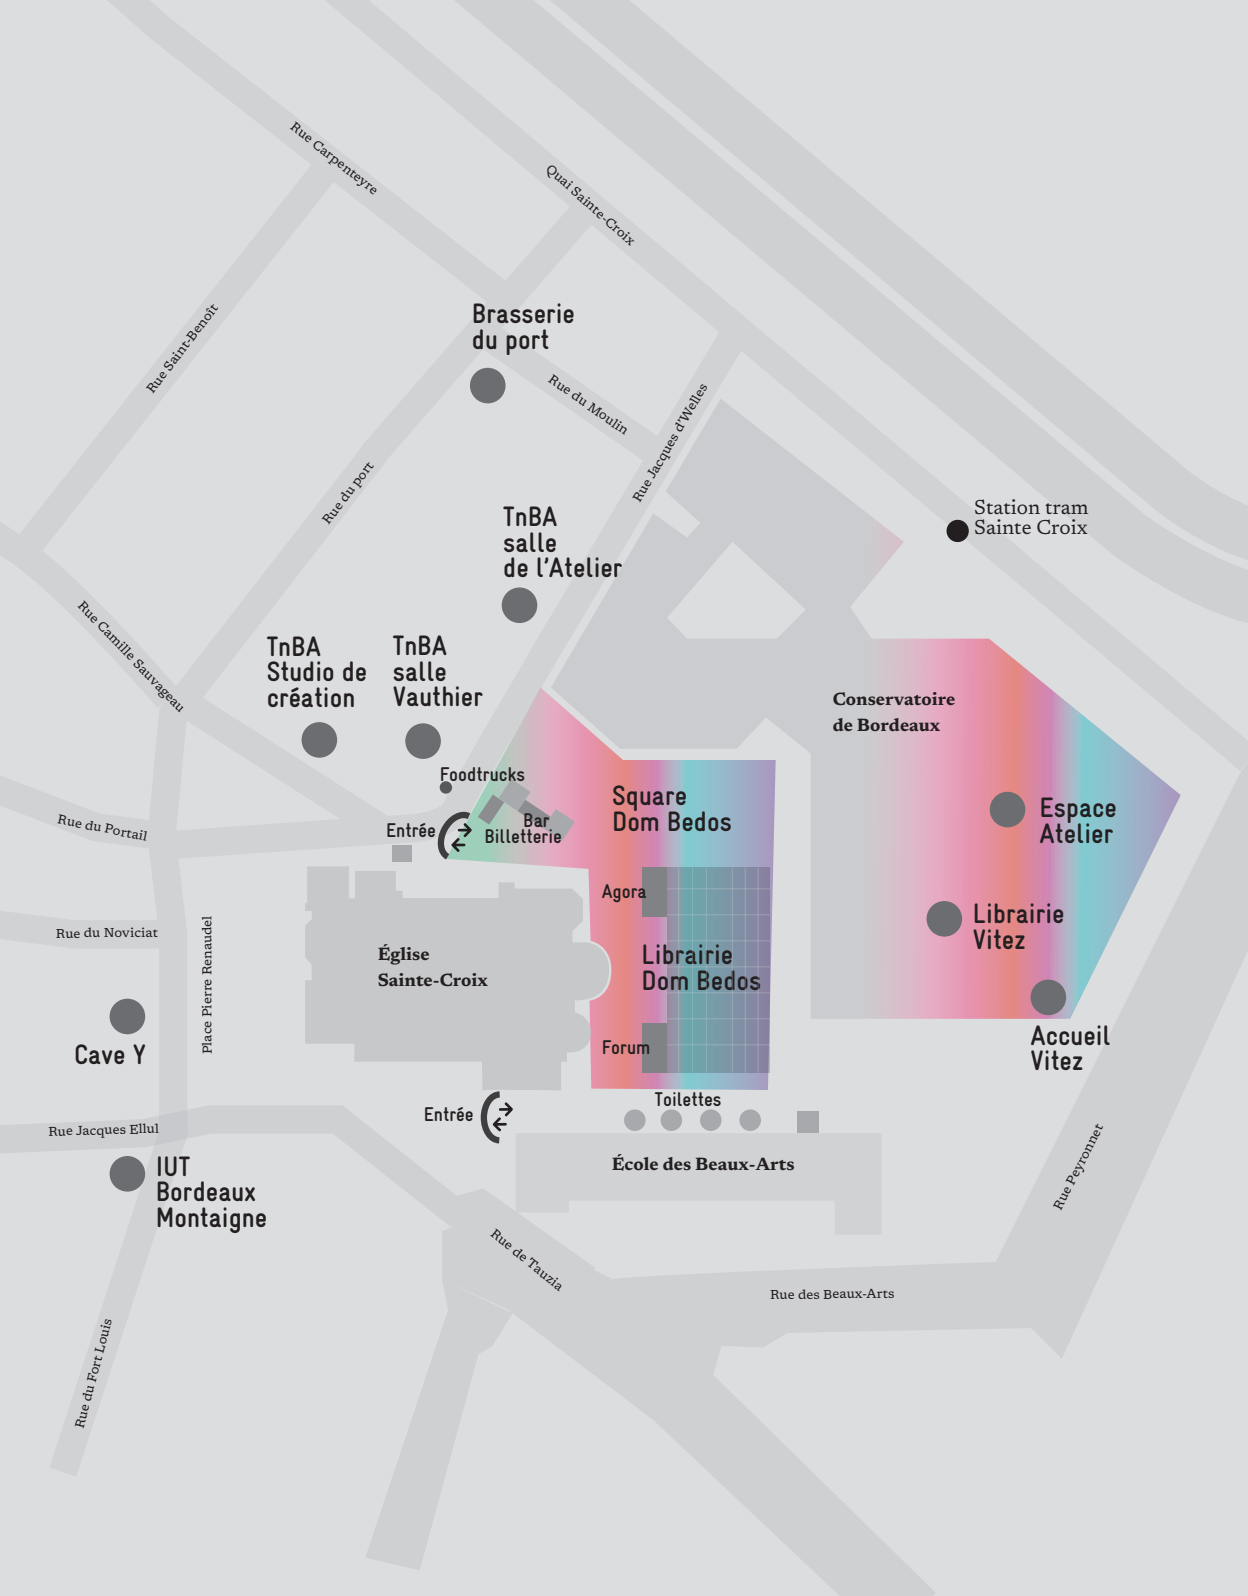 Rue Carpenteyre
Quai Sainte-Croix
Rue Saint-Benoît
Brasserie
du port
Rue du Moulin
Rue Jacques d'Welles
Rue du port
Station tram
Sainte Croix
TnBA
salle
de l'Atelier
Rue Camille Sauvageau
TnBA
Studio de
création
TnBA
salle
Vauthier
Conservatoire
de Bordeaux
Foodtrucks
Square
Dom Bedos
Espace
Atelier
Rue du Portail
Entrée
Bar
Billetterie
Agora
Librairie
Vitez
Rue du Noviciat
Place Pierre Renaudel
Église
Sainte-Croix
Librairie
Dom Bedos
Cave Y
Forum
Accueil
Vitez
Entrée
Toilettes
Rue Jacques Ellul
IUT
Bordeaux
Montaigne
École des Beaux-Arts
Rue Peyronnet
Rue de Tauzia
Rue des Beaux-Arts
Rue du Fort Louis